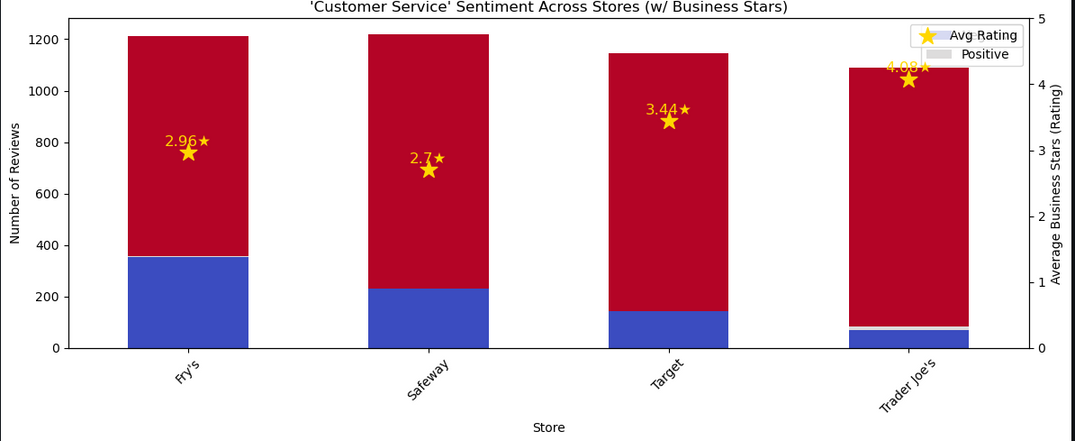 'Customer Service' Sentiment Across Stores (w/ Business Stars)
Number of Reviews
1200
1000
800
600
400
200
0
5
4
3
2
1
0
Average Business Stars (Rating)
Avg Rating
Positive
2.96★
2.7★
3.44★
4.08★
Fry's
Safeway
Target
Trader Joe's
Store